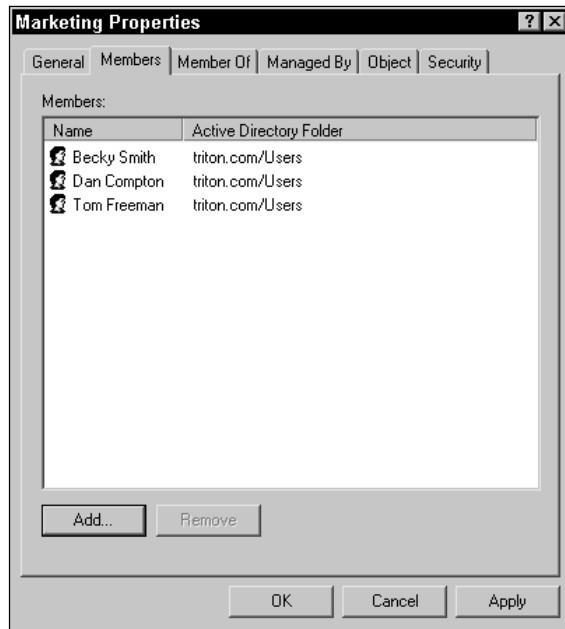 Marketing Properties ? ×
General Members Member Of Managed By Object Security
Members:
Name Active Directory Folder
Becky Smith triton.com/Users
Dan Compton triton.com/Users
Tom Freeman triton.com/Users
Add... Remove
OK Cancel Apply